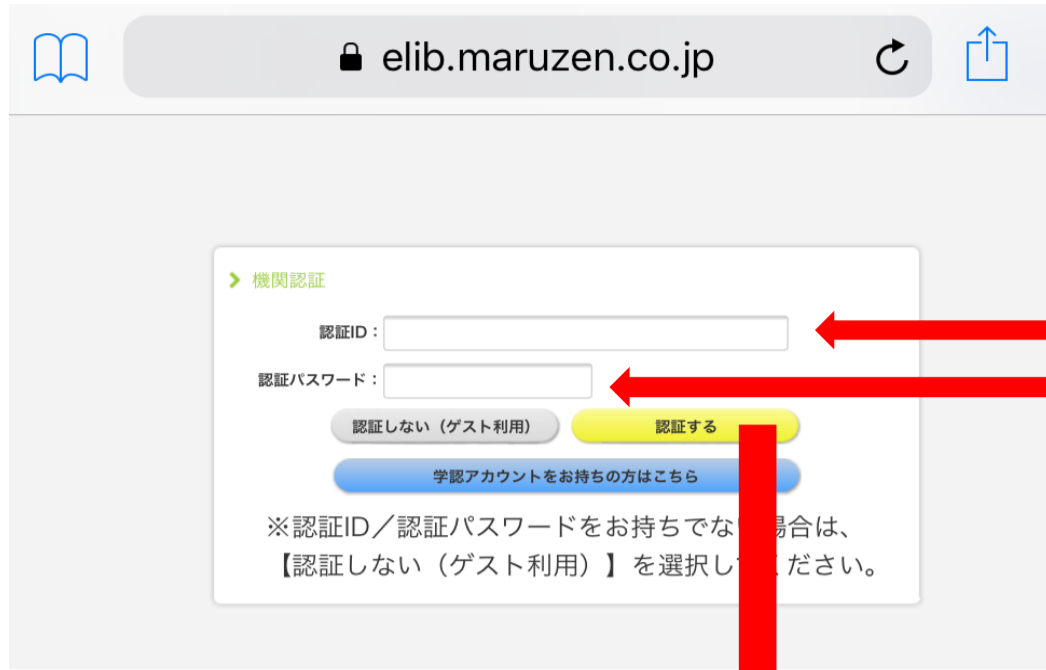 elib.maruzen.co.jp
機関認証
認証ID：
認証パスワード：
認証しない（ゲスト利用） 認証する
学認アカウントをお持ちの方はこちら
※認証ID／認証パスワードをお持ちでな 場合は、
【認証しない（ゲスト利用）】を選択し ください。